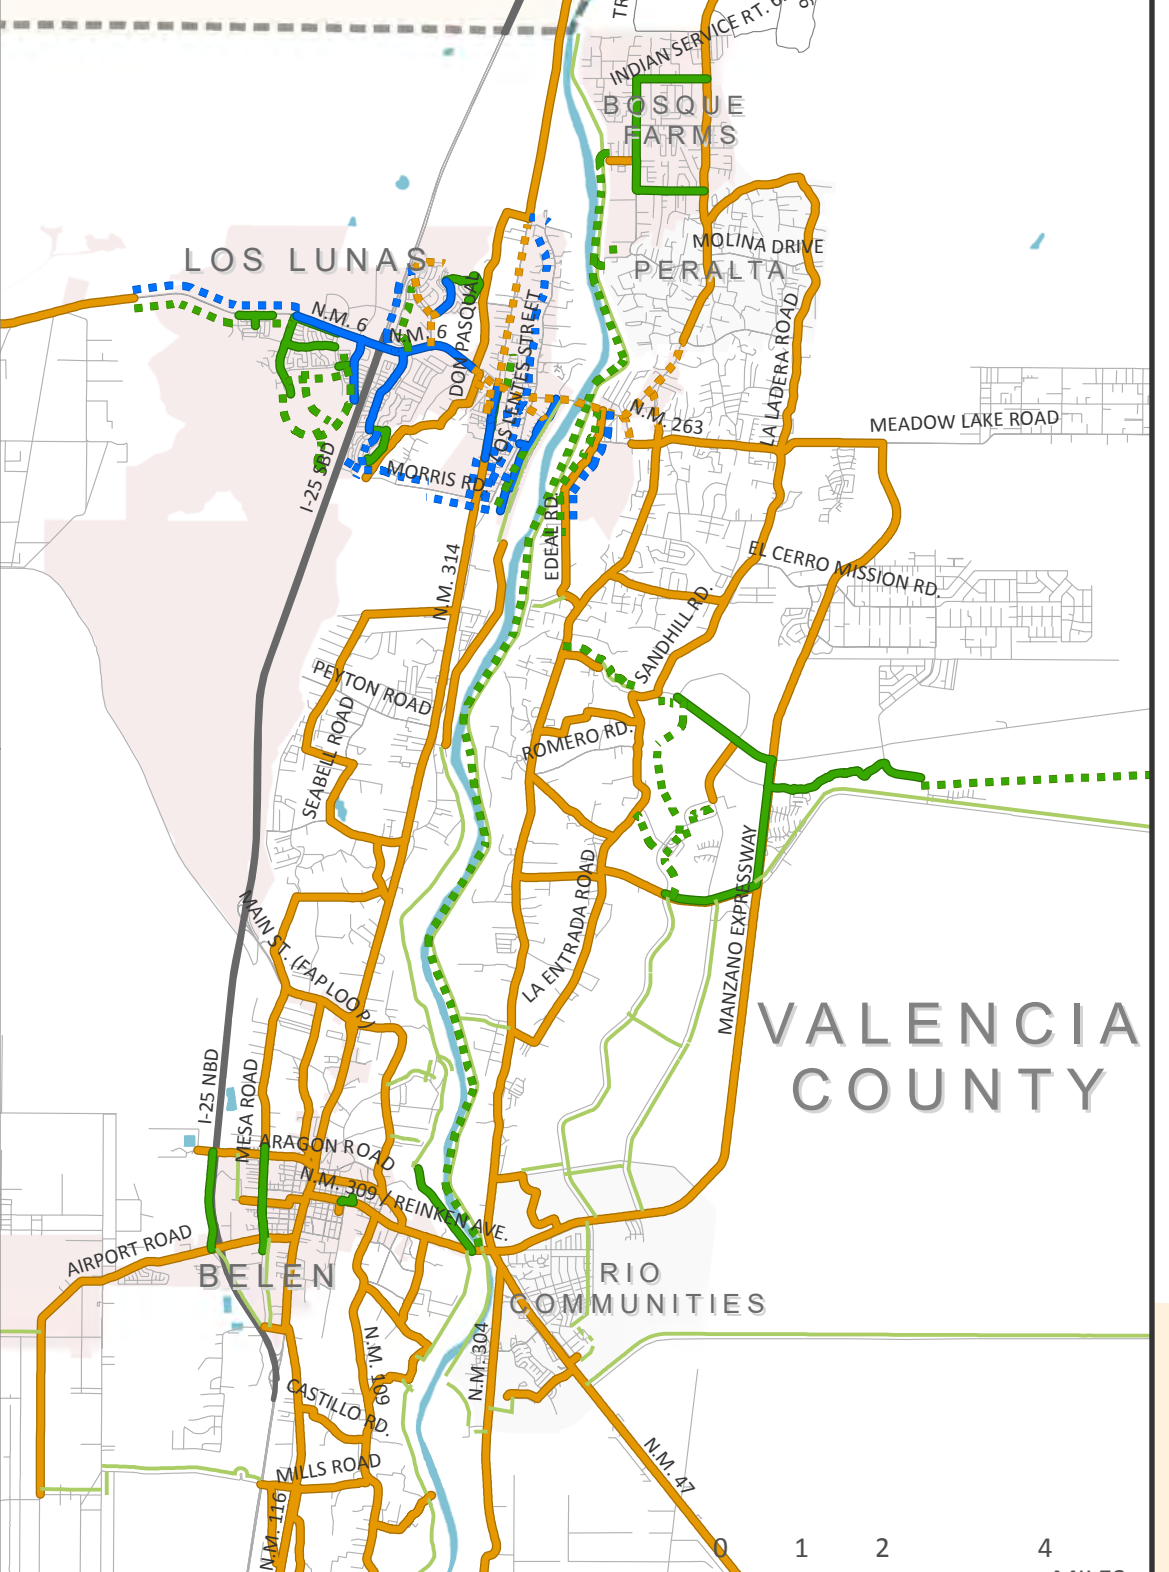 TR
INDIAN SERVICE RT. 6
BOSQUE
FARMS
MOLINA DRIVE
PERALTA
LOS LUNAS
N.M. 6
N.M. 6
DON PASQUAL
LOS LENTES STREET
LA LADERA ROAD
N.M. 263
MEADOW LAKE ROAD
I-25 SBD
MORRIS RD.
EDEAL RD.
N.M. 314
EL CERRO MISSION RD.
SANDHILL RD.
PEYTON ROAD
SEABELL ROAD
ROMERO RD.
MANZANO EXPRESSWAY
LA ENTRADA ROAD
MAIN ST. (FAP LOOP)
VALENCIA
COUNTY
I-25 NBD
MESA ROAD
ARAGON ROAD
N.M. 309 / REINKEN AVE.
AIRPORT ROAD
BELEN
RIO
COMMUNITIES
N.M. 304
N.M. 109
CASTILLO RD.
MILLS ROAD
N.M. 116
N.M. 47
0 1 2 4